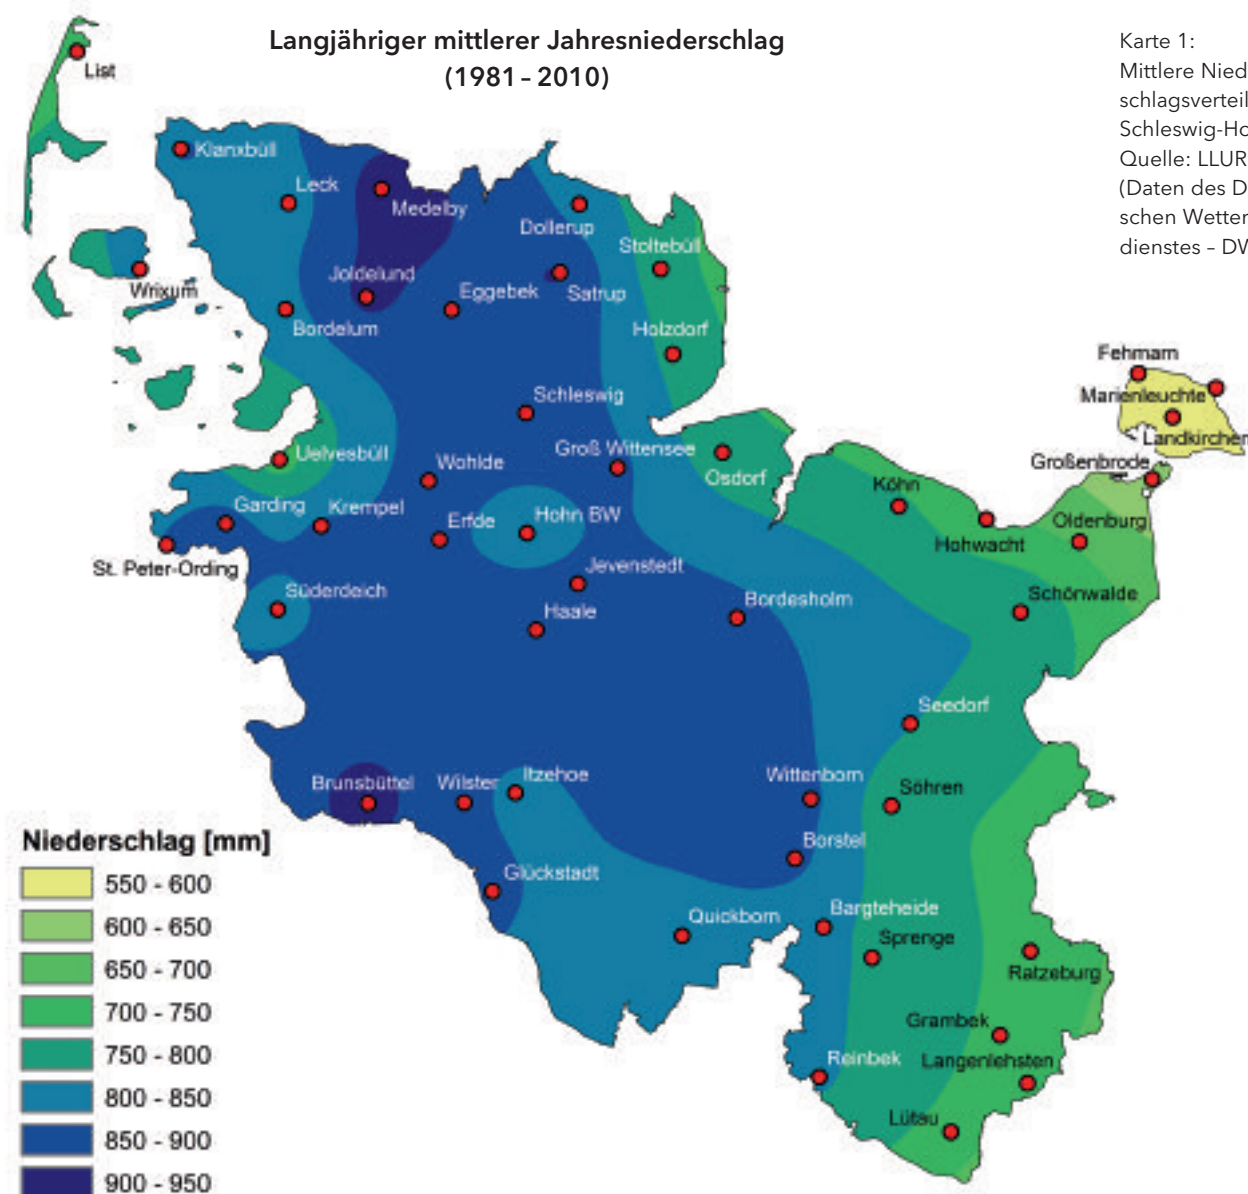 Langjähriger mittlerer Jahresniederschlag
(1981 – 2010)
Karte 1:
Mittlere Nied
schlagsverteil
Schleswig-Ho
Quelle: LLUR
(Daten des D
schen Wetter
dienstes – DW
List
Klanxbüll
Leck
Medelby
Dollerup
Stoltebüll
Wrixum
Joldelund
Eggebek
Satrup
Bordelum
Holzdorf
Fehmarn
Marienleuchte
Landkirchen
Schleswig
Uelvesbüll
Wohlde
Groß Wittensee
Osdorf
Großenbrode
Köhn
Garding
Krempel
Erfde
Hohn BW
Hohwacht
Oldenburg
St. Peter-Ording
Jevenstedt
Süderdeich
Haale
Bordesholm
Schönwalde
Seedorf
Brunsbüttel
Wilster
Itzehoe
Wittenborn
Söhren
Borstel
Glückstadt
Quickborn
Bargteheide
Sprenge
Ratzeburg
Grambek
Reinbek
Langenlehsten
Lütau
Niederschlag [mm]
550 - 600
600 - 650
650 - 700
700 - 750
750 - 800
800 - 850
850 - 900
900 - 950